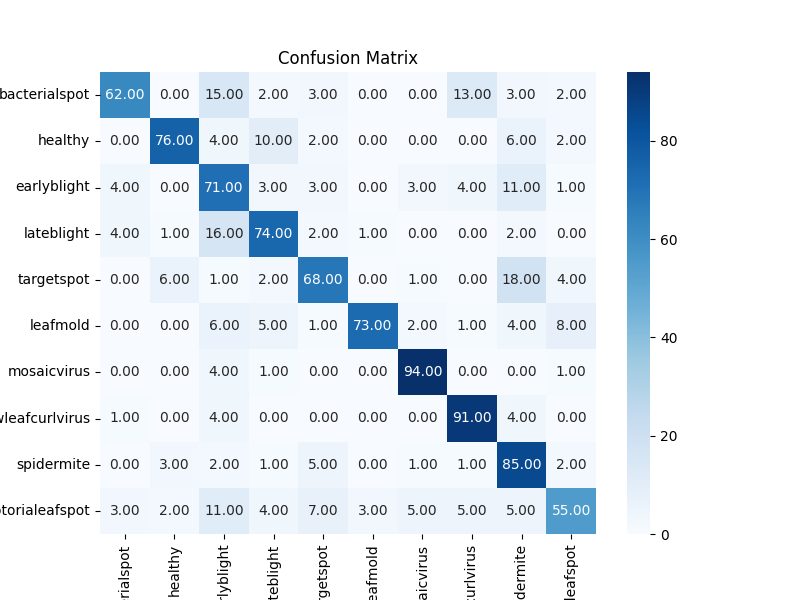 Confusion Matrix
bacterialspot 62.00 0.00 15.00 2.00 3.00 0.00 0.00 13.00 3.00 2.00
healthy 0.00 76.00 4.00 10.00 2.00 0.00 0.00 0.00 6.00 2.00
earlyblight 4.00 0.00 71.00 3.00 3.00 0.00 3.00 4.00 11.00 1.00
lateblight 4.00 1.00 16.00 74.00 2.00 1.00 0.00 0.00 2.00 0.00
targetspot 0.00 6.00 1.00 2.00 68.00 0.00 1.00 0.00 18.00 4.00
leafmold 0.00 0.00 6.00 5.00 1.00 73.00 2.00 1.00 4.00 8.00
mosaicvirus 0.00 0.00 4.00 1.00 0.00 0.00 94.00 0.00 0.00 1.00
wleafcurlvirus 1.00 0.00 4.00 0.00 0.00 0.00 0.00 91.00 4.00 0.00
spidermite 0.00 3.00 2.00 1.00 5.00 0.00 1.00 1.00 85.00 2.00
torialeafspot 3.00 2.00 11.00 4.00 7.00 3.00 5.00 5.00 5.00 55.00
rialspot healthy lyblight teblight rgetspot eafmold aicvirus urlvirus dermite leafspot
80
60
40
20
0